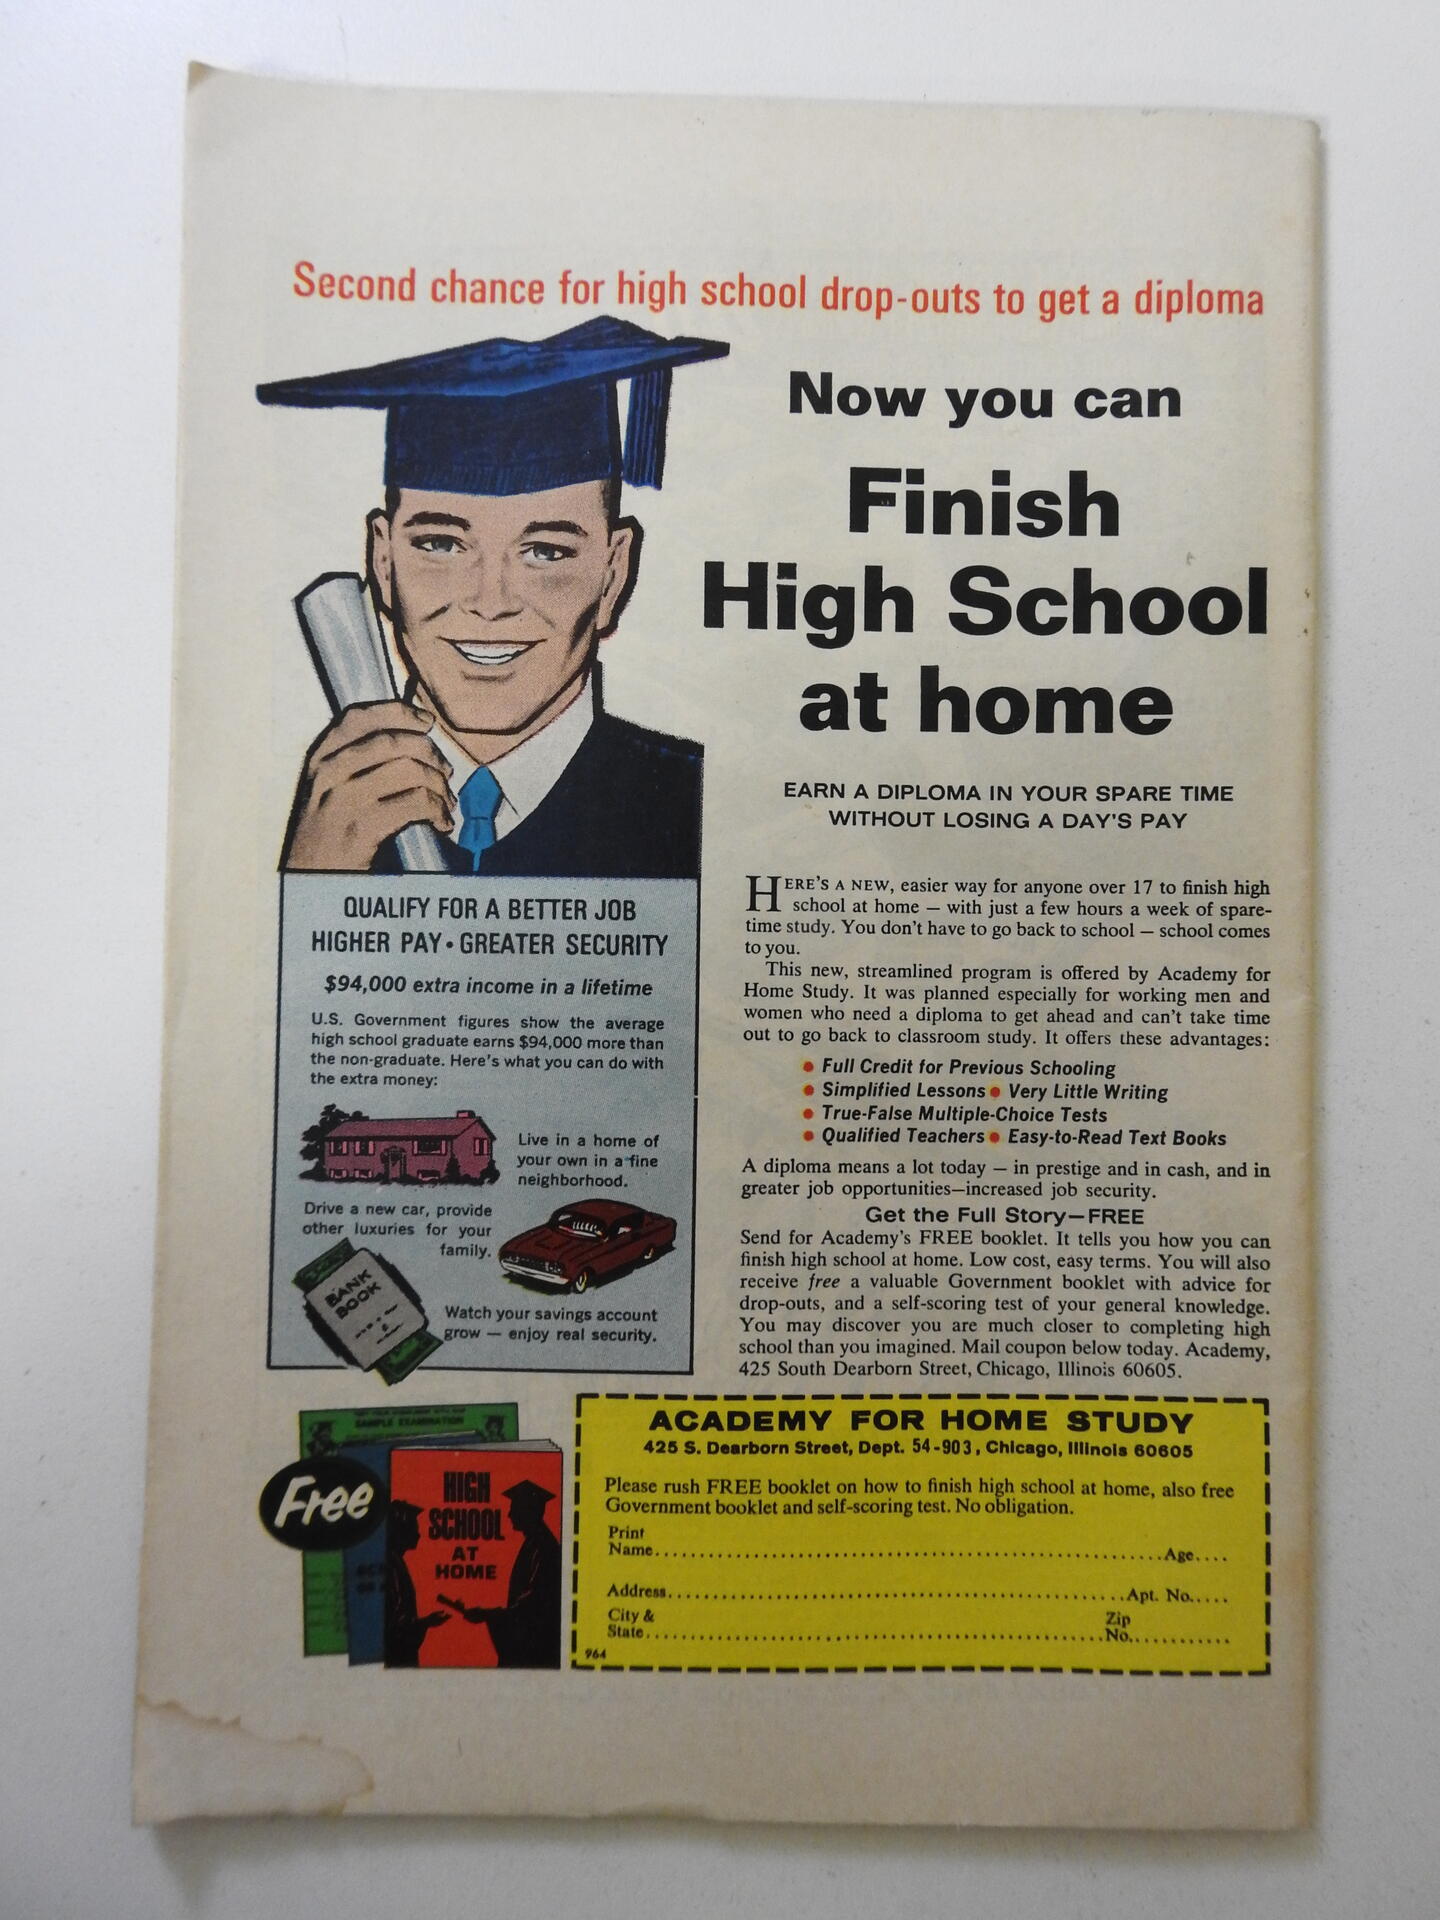 Second chance for high school drop-outs to get a diploma
Now you can
Finish
High School
at home
EARN A DIPLOMA IN YOUR SPARE TIME
WITHOUT LOSING A DAY'S PAY
QUALIFY FOR A BETTER JOB
HIGHER PAY • GREATER SECURITY
$94,000 extra income in a lifetime
U.S. Government figures show the average
high school graduate earns $94,000 more than
the non-graduate. Here's what you can do with
the extra money:
Live in a home of
your own in a fine
neighborhood.
Drive a new car, provide
other luxuries for your
family.
BANK
BOOK
Watch your savings account
grow — enjoy real security.
HERE'S A NEW, easier way for anyone over 17 to finish high
school at home — with just a few hours a week of spare-
time study. You don't have to go back to school — school comes
to you.
This new, streamlined program is offered by Academy for
Home Study. It was planned especially for working men and
women who need a diploma to get ahead and can't take time
out to go back to classroom study. It offers these advantages:
• Full Credit for Previous Schooling
• Simplified Lessons • Very Little Writing
• True-False Multiple-Choice Tests
• Qualified Teachers • Easy-to-Read Text Books
A diploma means a lot today — in prestige and in cash, and in
greater job opportunities—increased job security.
Get the Full Story—FREE
Send for Academy's FREE booklet. It tells you how you can
finish high school at home. Low cost, easy terms. You will also
receive free a valuable Government booklet with advice for
drop-outs, and a self-scoring test of your general knowledge.
You may discover you are much closer to completing high
school than you imagined. Mail coupon below today. Academy,
425 South Dearborn Street, Chicago, Illinois 60605.
SAMPLE EXAMINATION
Free
HIGH
SCHOOL
AT
HOME
ACADEMY FOR HOME STUDY
425 S. Dearborn Street, Dept. 54-903, Chicago, Illinois 60605
Please rush FREE booklet on how to finish high school at home, also free
Government booklet and self-scoring test. No obligation.
Print
Name.......................................................Age....
Address..................................................Apt. No.....
City & Zip
State..................................................No...........
964